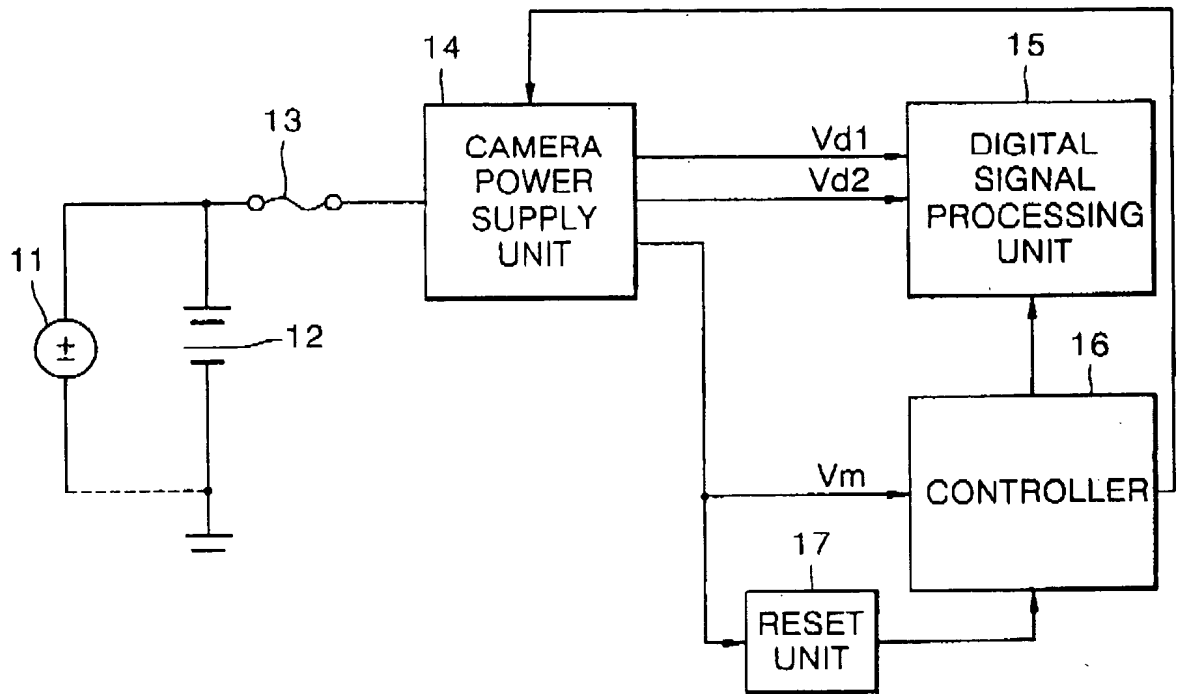 14
15
13
CAMERA
POWER
SUPPLY
UNIT
Vd1
Vd2
DIGITAL
SIGNAL
PROCESSING
UNIT
11
±
12
16
Vm
CONTROLLER
17
RESET
UNIT